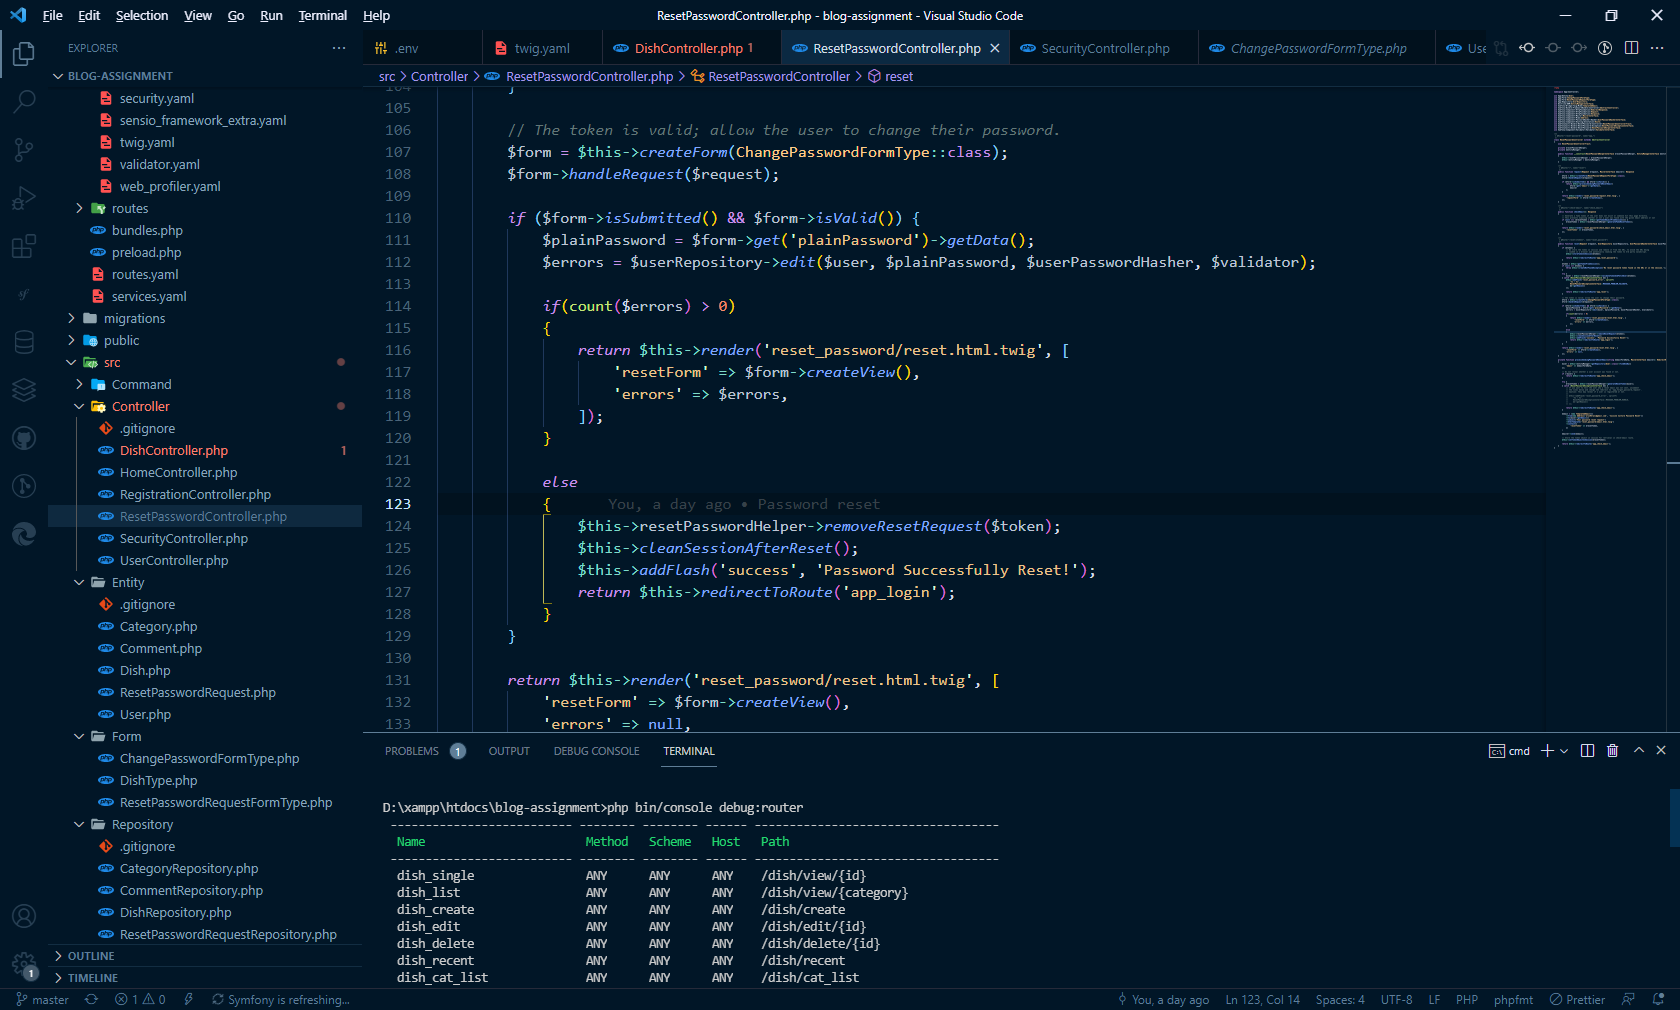 File Edit Selection View Go Run Terminal Help
ResetPasswordController.php - blog-assignment - Visual Studio Code
EXPLORER
BLOG-ASSIGNMENT
security.yaml
sensio_framework_extra.yaml
twig.yaml
validator.yaml
web_profiler.yaml
routes
bundles.php
preload.php
routes.yaml
services.yaml
migrations
public
src
Command
Controller
.gitignore
DishController.php 1
HomeController.php
RegistrationController.php
ResetPasswordController.php
SecurityController.php
UserController.php
Entity
.gitignore
Category.php
Comment.php
Dish.php
ResetPasswordRequest.php
User.php
Form
ChangePasswordFormType.php
DishType.php
ResetPasswordRequestFormType.php
Repository
.gitignore
CategoryRepository.php
CommentRepository.php
DishRepository.php
ResetPasswordRequestRepository.php
OUTLINE
TIMELINE
1
.env twig.yaml DishController.php 1 ResetPasswordController.php SecurityController.php ChangePasswordFormType.php Use
src > Controller > ResetPasswordController.php > ResetPasswordController > reset
104 }
105
106 // The token is valid; allow the user to change their password.
107 $form = $this->createForm(ChangePasswordFormType::class);
108 $form->handleRequest($request);
109
110 if ($form->isSubmitted() && $form->isValid()) {
111 $plainPassword = $form->get('plainPassword')->getData();
112 $errors = $userRepository->edit($user, $plainPassword, $userPasswordHasher, $validator);
113
114 if(count($errors) > 0)
115 {
116 return $this->render('reset_password/reset.html.twig', [
117 'resetForm' => $form->createView(),
118 'errors' => $errors,
119 ]);
120 }
121
122 else
123 { You, a day ago • Password reset
124 $this->resetPasswordHelper->removeResetRequest($token);
125 $this->cleanSessionAfterReset();
126 $this->addFlash('success', 'Password Successfully Reset!');
127 return $this->redirectToRoute('app_login');
128 }
129 }
130
131 return $this->render('reset_password/reset.html.twig', [
132 'resetForm' => $form->createView(),
133 'errors' => null,
PROBLEMS 1 OUTPUT DEBUG CONSOLE TERMINAL
cmd
D:\xampp\htdocs\blog-assignment>php bin/console debug:router
-------------------------- -------- -------- ------ -----------------------------------
Name Method Scheme Host Path
-------------------------- -------- -------- ------ -----------------------------------
dish_single ANY ANY ANY /dish/view/{id}
dish_list ANY ANY ANY /dish/view/{category}
dish_create ANY ANY ANY /dish/create
dish_edit ANY ANY ANY /dish/edit/{id}
dish_delete ANY ANY ANY /dish/delete/{id}
dish_recent ANY ANY ANY /dish/recent
dish_cat_list ANY ANY ANY /dish/cat_list
master 1 0 Symfony is refreshing... You, a day ago Ln 123, Col 14 Spaces: 4 UTF-8 LF PHP phpfmt Prettier